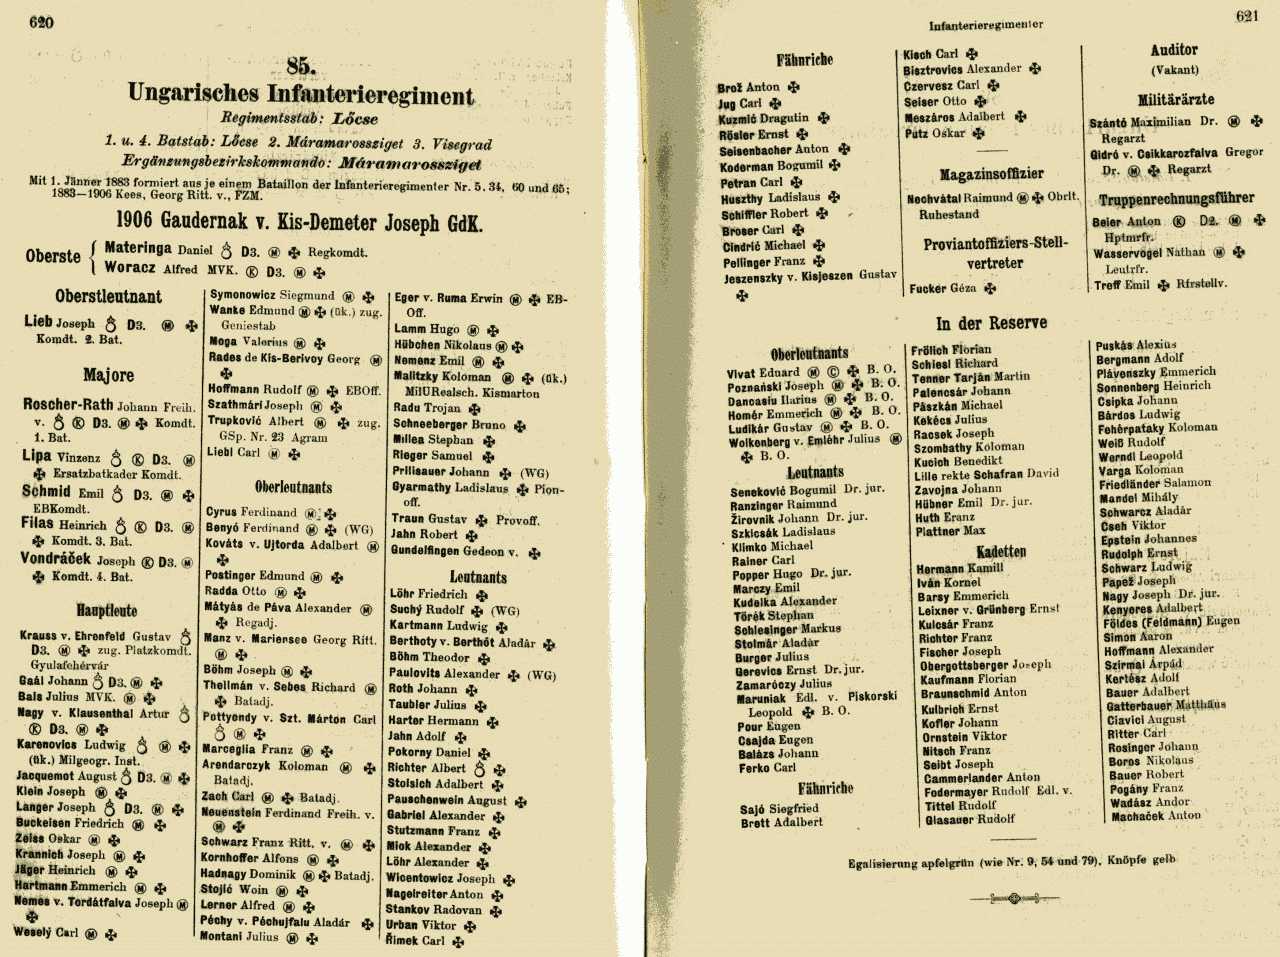 620
85.
Ungarisches Infanterieregiment
Regimentsstab: Lőcse
1. u. 4. Batstab: Lőcse 2. Máramarossziget 3. Visegrad
Ergänzungsbezirkskommando: Máramarossziget
Mit 1. Jänner 1883 formiert aus je einem Bataillon der Infanterieregimenter Nr. 5, 34, 60 und 65;
1883—1906 Kees, Georg Ritt. v., FZM.
1906 Gaudernak v. Kis-Demeter Joseph GdK.
Oberste
Materinga Daniel D3. Ⓜ ✠ Regkomdt.
Woracz Alfred MVK. Ⓚ D3. Ⓜ ✠
Oberstleutnant
Lieb Joseph D3. Ⓜ ✠
Komdt. 2. Bat.
Majore
Roscher-Rath Johann Freih.
v. Ⓚ D3. Ⓜ ✠ Komdt.
1. Bat.
Lipa Vinzenz Ⓚ D3. Ⓜ
✠ Ersatzbatkader Komdt.
Schmid Emil D3. Ⓜ ✠
EBKomdt.
Filas Heinrich Ⓚ D3. Ⓜ
✠ Komdt. 3. Bat.
Vondráček Joseph Ⓚ D3. Ⓜ
✠ Komdt. 4. Bat.
Hauptleute
Krauss v. Ehrenfeld Gustav
D3. Ⓜ ✠ zug. Platzkomdt.
Gyulafehérvár
Gaál Johann D3. Ⓜ ✠
Bals Julius MVK. Ⓜ ✠
Nagy v. Klausenthal Artur
Ⓚ D3. Ⓜ ✠
Karenovics Ludwig Ⓜ ✠
(ük.) Milgeogr. Inst.
Jacquemot August D3. Ⓜ ✠
Klein Joseph Ⓜ ✠
Langer Joseph D3. Ⓜ ✠
Buckeisen Friedrich Ⓜ ✠
Zeiss Oskar Ⓜ ✠
Krannich Joseph Ⓜ ✠
Jäger Heinrich Ⓜ ✠
Hartmann Emmerich Ⓜ ✠
Nemes v. Tordátfalva Joseph Ⓜ
✠
Weselý Carl Ⓜ ✠
Symonowicz Siegmund Ⓜ ✠
Wanke Edmund Ⓜ ✠ (ük.) zug.
Geniestab
Moga Valerius Ⓜ ✠
Rades de Kis-Berivoy Georg Ⓜ
✠
Hoffmann Rudolf Ⓜ ✠ EBOff.
Szathmári Joseph Ⓜ ✠
Trupković Albert Ⓜ ✠ zug.
GSp. Nr. 23 Agram
Liebl Carl Ⓜ ✠
Oberleutnants
Cyrus Ferdinand Ⓜ ✠
Benyó Ferdinand Ⓜ ✠ (WG)
Kováts v. Ujtorda Adalbert Ⓜ
✠
Postinger Edmund Ⓜ ✠
Radda Otto Ⓜ ✠
Mátyás de Páva Alexander Ⓜ
✠ Regadj.
Manz v. Mariensee Georg Ritt.
Ⓜ ✠
Böhm Joseph Ⓜ ✠
Thellmán v. Sebes Richard Ⓜ
✠ Batadj.
Pottyondy v. Szt. Márton Carl
Ⓜ ✠
Marceglia Franz Ⓜ ✠
Arendarczyk Koloman Ⓜ ✠
Batadj.
Zach Carl Ⓜ ✠ Batadj.
Neuenstein Ferdinand Freih. v.
Ⓜ ✠
Schwarz Franz Ritt. v. Ⓜ ✠
Kornhoffer Alfons Ⓜ ✠
Hadnagy Dominik Ⓜ ✠ Batadj.
Stojić Woin Ⓜ ✠
Lerner Alfred Ⓜ ✠
Péchy v. Péchujfalu Aladár ✠
Montani Julius Ⓜ ✠
Eger v. Ruma Erwin Ⓜ ✠ EB-
Off.
Lamm Hugo Ⓜ ✠
Hübchen Nikolaus Ⓜ ✠
Nemenz Emil Ⓜ ✠
Malitzky Koloman Ⓜ ✠ (ük.)
MilURealsch. Kismarton
Radu Trojan ✠
Schneeberger Bruno ✠
Millea Stephan ✠
Rieger Samuel ✠
Prilisauer Johann ✠ (WG)
Gyarmathy Ladislaus ✠ Pion-
off.
Traun Gustav ✠ Provoff.
Jahn Robert ✠
Gundelfingen Gedeon v. ✠
Leutnants
Löhr Friedrich ✠
Suchý Rudolf ✠ (WG)
Kartmann Ludwig ✠
Berthoty v. Berthót Aladár ✠
Böhm Theodor ✠
Paulovits Alexander ✠ (WG)
Roth Johann ✠
Taubler Julius ✠
Harter Hermann ✠
Jahn Adolf ✠
Pokorny Daniel ✠
Richter Albert Ⓜ ✠
Stoisich Adalbert ✠
Pauschenwein August ✠
Gabriel Alexander ✠
Stutzmann Franz ✠
Miok Alexander ✠
Löhr Alexander ✠
Wicentowicz Joseph ✠
Nagelreiter Anton ✠
Stankov Radovan ✠
Urban Viktor ✠
Řimek Carl ✠
Infanterieregimenter
621
Fähnriche
Brož Anton ✠
Jug Carl ✠
Kuzmić Dragutin ✠
Rösler Ernst ✠
Seisenbacher Anton ✠
Koderman Bogumil ✠
Petran Carl ✠
Huszthy Ladislaus ✠
Schiffler Robert ✠
Broser Carl ✠
Cindrić Michael ✠
Pellinger Franz ✠
Jeszenszky v. Kisjeszen Gustav
✠
Kisch Carl ✠
Bisztrovics Alexander ✠
Czervesz Carl ✠
Seiser Otto ✠
Meszáros Adalbert ✠
Putz Oskar ✠
Magazinsoffizier
Nechvátal Raimund Ⓜ ✠ Obrlt.
Ruhestand
Proviantoffiziers-Stell-
vertreter
Fucker Géza ✠
Auditor
(Vakant)
Militärärzte
Szántó Maximilian Dr. Ⓜ ✠
Regarzt
Gidró v. Csikkarczfalva Gregor
Dr. Ⓜ ✠ Regarzt
Truppenrechnungsführer
Beier Anton Ⓚ D2. Ⓜ ✠
Hptmrfr.
Wasservogel Nathan Ⓜ ✠
Leutrfr.
Treff Emil ✠ Rfrstellv.
In der Reserve
Oberleutnants
Vivat Eduard Ⓜ Ⓒ ✠ B. O.
Poznański Joseph Ⓜ ✠ B. O.
Dancasiu Ilarius Ⓜ ✠ B. O.
Homér Emmerich Ⓜ ✠ B. O.
Ludikár Gustav Ⓜ ✠ B. O.
Wolkenberg v. Emlèhr Julius Ⓜ
✠ B. O.
Leutnants
Seneković Bogumil Dr. jur.
Ranzinger Raimund
Žirovnik Johann Dr. jur.
Szkicsák Ladislaus
Klimko Michael
Rainer Carl
Popper Hugo Dr. jur.
Marczy Emil
Kudelka Alexander
Törék Stephan
Schlesinger Markus
Stolmár Aladár
Burger Julius
Gerevics Ernst Dr. jur.
Zamaróczy Julius
Maruniak Edl. v. Piskorski
Leopold ✠ B. O.
Pour Eugen
Csajda Eugen
Balázs Johann
Ferko Carl
Fähnriche
Sajó Siegfried
Brett Adalbert
Frölich Florian
Schiesl Richard
Tenner Tarján Martin
Palencsár Johann
Pászkán Michael
Kekécs Julius
Racsek Joseph
Szombathy Koloman
Kucich Benedikt
Lille rekte Schafran David
Zavojna Johann
Hübner Emil Dr. jur.
Huth Eranz
Plattner Max
Kadetten
Hermann Kamill
Iván Kornel
Barsy Emmerich
Leixner v. Grünberg Ernst
Kulcsár Franz
Richter Franz
Fischer Joseph
Obergottsberger Joseph
Kaufmann Florian
Braunschmid Anton
Kulbrich Ernst
Kofler Johann
Ornstein Viktor
Nitsch Franz
Seibt Joseph
Cammerlander Anton
Fodermayer Rudolf Edl. v.
Tittel Rudolf
Glasauer Rudolf
Puskás Alexius
Bergmann Adolf
Plávenszky Emmerich
Sonnenberg Heinrich
Csipka Johann
Bárdos Ludwig
Fehérpataky Koloman
Weiß Rudolf
Werndl Leopold
Varga Koloman
Friedländer Salamon
Mandel Mihály
Schwarcz Aladár
Cseh Viktor
Epstein Johannes
Rudolph Ernst
Schwarz Ludwig
Papež Joseph
Nagy Joseph Dr. jur.
Kenyeres Adalbert
Földes (Feldmann) Eugen
Simon Aaron
Hoffmann Alexander
Szirmai Árpád
Kertész Adolf
Bauer Adalbert
Gatterbauer Matthäus
Ciavici August
Ritter Carl
Rosinger Johann
Boros Nikolaus
Bauer Robert
Pogány Franz
Wadász Andor
Machaček Anton
Egalisierung apfelgrün (wie Nr. 9, 54 und 79). Knöpfe gelb